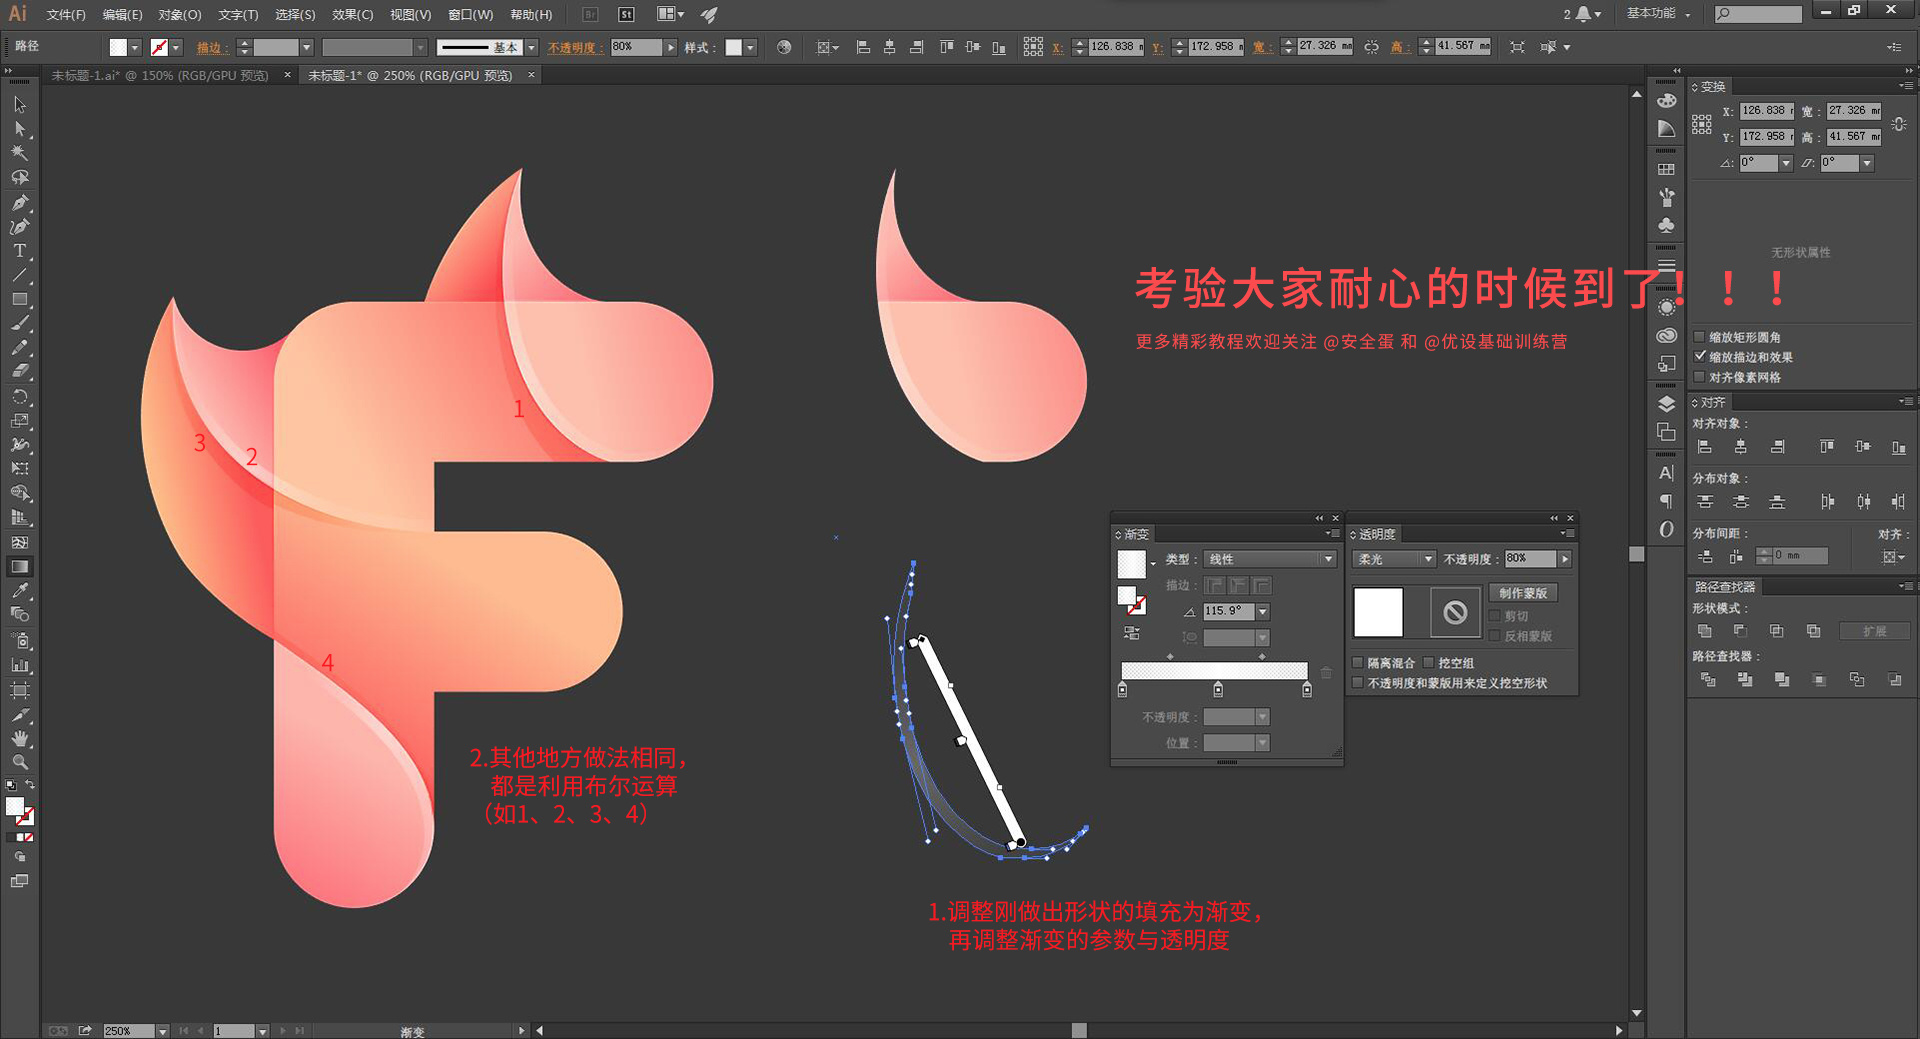 Ai 文件(F) 编辑(E) 对象(O) 文字(T) 选择(S) 效果(C) 视图(V) 窗口(W) 帮助(H) Br St 2 基本功能
路径 描边: 基本 不透明度: 80% 样式: X: 126.838 Y: 172.958 m 宽: 27.326 mm 高: 41.567 mm
未标题-1.ai* @ 150% (RGB/GPU 预览) × 未标题-1* @ 250% (RGB/GPU 预览) ×
变换
X: 126.838 宽: 27.326 mm
Y: 172.958 高: 41.567 mm
0° 0°
无形状属性
考验大家耐心的时候到了！！！
更多精彩教程欢迎关注 @安全蛋 和 @优设基础训练营
缩放矩形圆角
缩放描边和效果
对齐像素网格
对齐
对齐对象:
分布对象:
分布间距: 对齐:
0 mm
路径查找器
形状模式:
扩展
路径查找器:
1
3
2
4
渐变
类型: 线性
描边:
115.9°
不透明度:
位置:
透明度
柔光 不透明度: 80%
制作蒙版
剪切
反相蒙版
隔离混合 挖空组
不透明度和蒙版用来定义挖空形状
2.其他地方做法相同，
都是利用布尔运算
（如1、2、3、4）
1.调整刚做出形状的填充为渐变，
再调整渐变的参数与透明度
250% 1 渐变